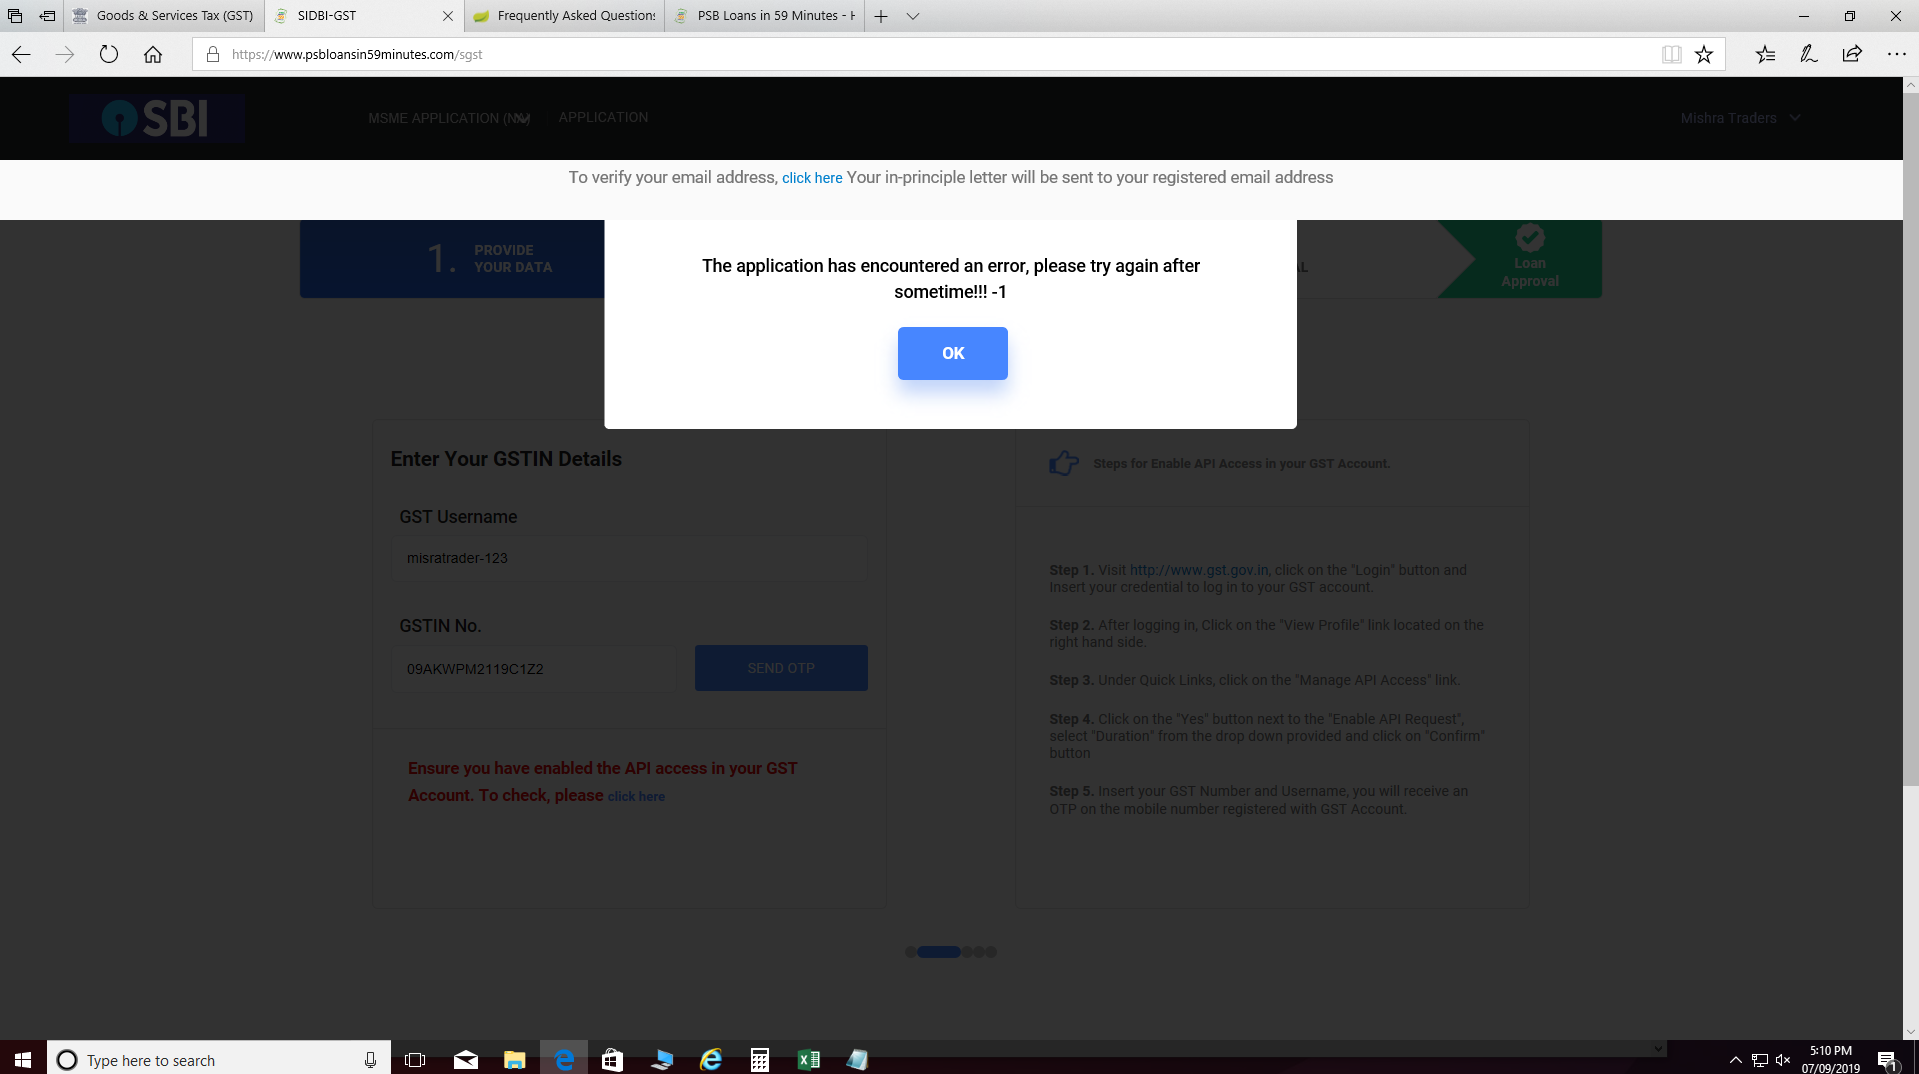 Goods & Services Tax (GST)
SIDBI-GST
Frequently Asked Questions
PSB Loans in 59 Minutes - H
https://www.psbloansin59minutes.com/sgst
SBI
MSME APPLICATION (NA)
APPLICATION
Mishra Traders
To verify your email address, click here Your in-principle letter will be sent to your registered email address
1. PROVIDE
YOUR DATA
AL
Loan
Approval
The application has encountered an error, please try again after
sometime!!! -1
OK
Enter Your GSTIN Details
GST Username
misratrader-123
GSTIN No.
09AKWPM2119C1Z2
SEND OTP
Ensure you have enabled the API access in your GST
Account. To check, please click here
Steps for Enable API Access in your GST Account.
Step 1. Visit http://www.gst.gov.in, click on the "Login" button and
Insert your credential to log in to your GST account.
Step 2. After logging in, Click on the "View Profile" link located on the
right hand side.
Step 3. Under Quick Links, click on the "Manage API Access" link.
Step 4. Click on the "Yes" button next to the "Enable API Request",
select "Duration" from the drop down provided and click on "Confirm"
button
Step 5. Insert your GST Number and Username, you will receive an
OTP on the mobile number registered with GST Account.
Type here to search
5:10 PM
07/09/2019
1